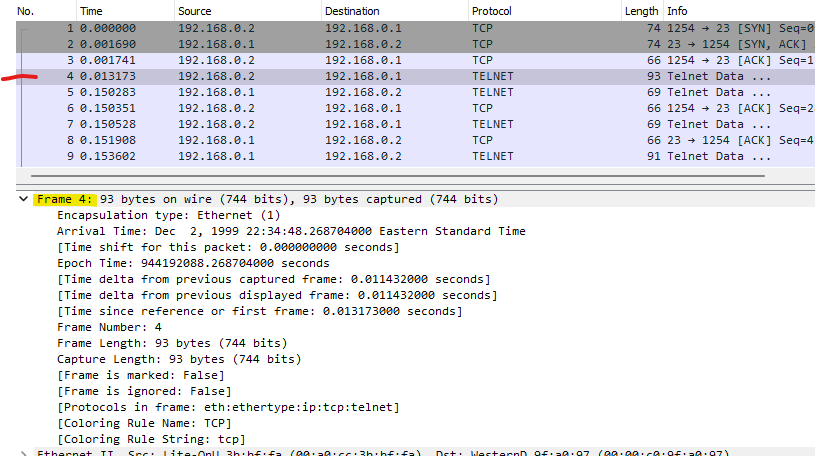 No. Time Source Destination Protocol Length Info
1 0.000000 192.168.0.2 192.168.0.1 TCP 74 1254 → 23 [SYN] Seq=0
2 0.001690 192.168.0.1 192.168.0.2 TCP 74 23 → 1254 [SYN, ACK]
3 0.001741 192.168.0.2 192.168.0.1 TCP 66 1254 → 23 [ACK] Seq=1
4 0.013173 192.168.0.2 192.168.0.1 TELNET 93 Telnet Data ...
5 0.150283 192.168.0.1 192.168.0.2 TELNET 69 Telnet Data ...
6 0.150351 192.168.0.2 192.168.0.1 TCP 66 1254 → 23 [ACK] Seq=2
7 0.150528 192.168.0.2 192.168.0.1 TELNET 69 Telnet Data ...
8 0.151908 192.168.0.1 192.168.0.2 TCP 66 23 → 1254 [ACK] Seq=4
9 0.153602 192.168.0.1 192.168.0.2 TELNET 91 Telnet Data ...
Frame 4: 93 bytes on wire (744 bits), 93 bytes captured (744 bits)
Encapsulation type: Ethernet (1)
Arrival Time: Dec  2, 1999 22:34:48.268704000 Eastern Standard Time
[Time shift for this packet: 0.000000000 seconds]
Epoch Time: 944192088.268704000 seconds
[Time delta from previous captured frame: 0.011432000 seconds]
[Time delta from previous displayed frame: 0.011432000 seconds]
[Time since reference or first frame: 0.013173000 seconds]
Frame Number: 4
Frame Length: 93 bytes (744 bits)
Capture Length: 93 bytes (744 bits)
[Frame is marked: False]
[Frame is ignored: False]
[Protocols in frame: eth:ethertype:ip:tcp:telnet]
[Coloring Rule Name: TCP]
[Coloring Rule String: tcp]
Ethernet II, Src: Lite-OnU_3b:bf:fa (00:a0:cc:3b:bf:fa), Dst: WesternD_9f:a0:97 (00:00:c0:9f:a0:97)